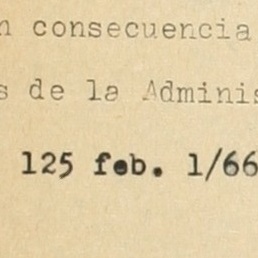 n consecuencia
s de la Adminis
125 feb. 1/66